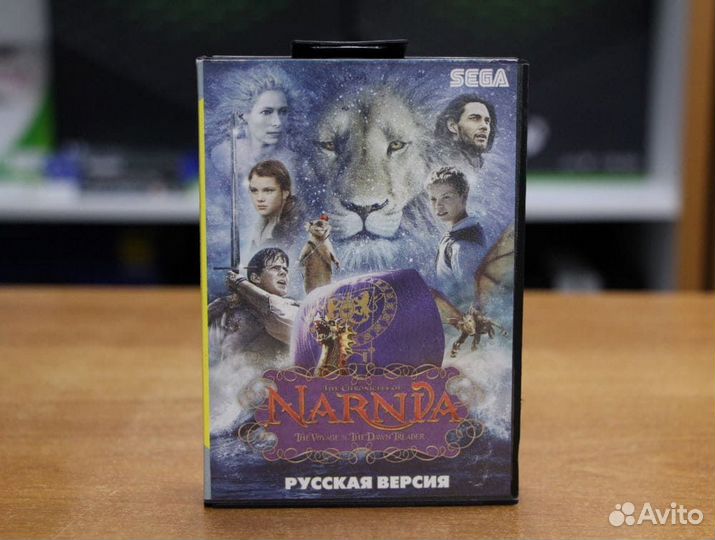 SEGA
THE CHRONICLES OF
NARNIA
THE VOYAGE OF THE DAWN TREADER
РУССКАЯ ВЕРСИЯ
Avito